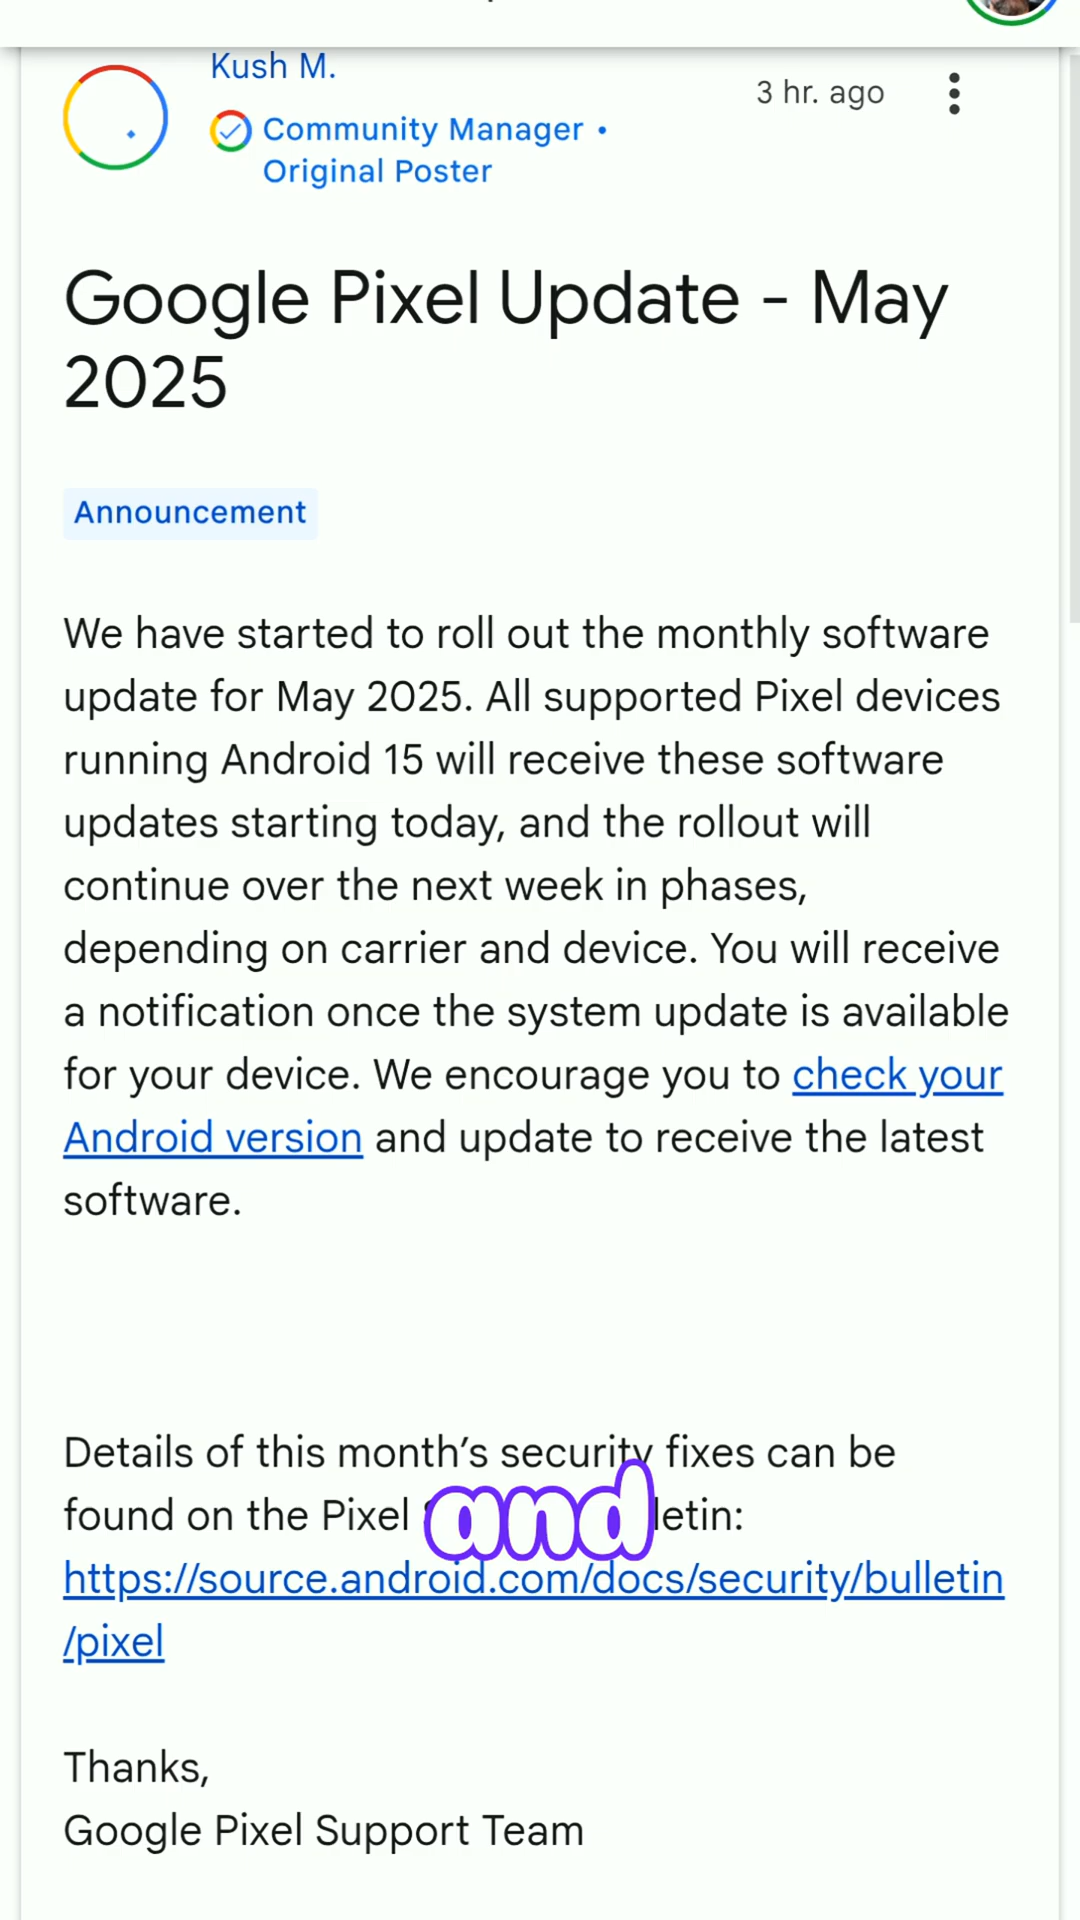 Kush M.
3 hr. ago
Community Manager •
Original Poster
Google Pixel Update - May
2025
Announcement
We have started to roll out the monthly software
update for May 2025. All supported Pixel devices
running Android 15 will receive these software
updates starting today, and the rollout will
continue over the next week in phases,
depending on carrier and device. You will receive
a notification once the system update is available
for your device. We encourage you to check your
Android version and update to receive the latest
software.
Details of this month’s security fixes can be
found on the Pixel letin:
and
https://source.android.com/docs/security/bulletin
/pixel
Thanks,
Google Pixel Support Team